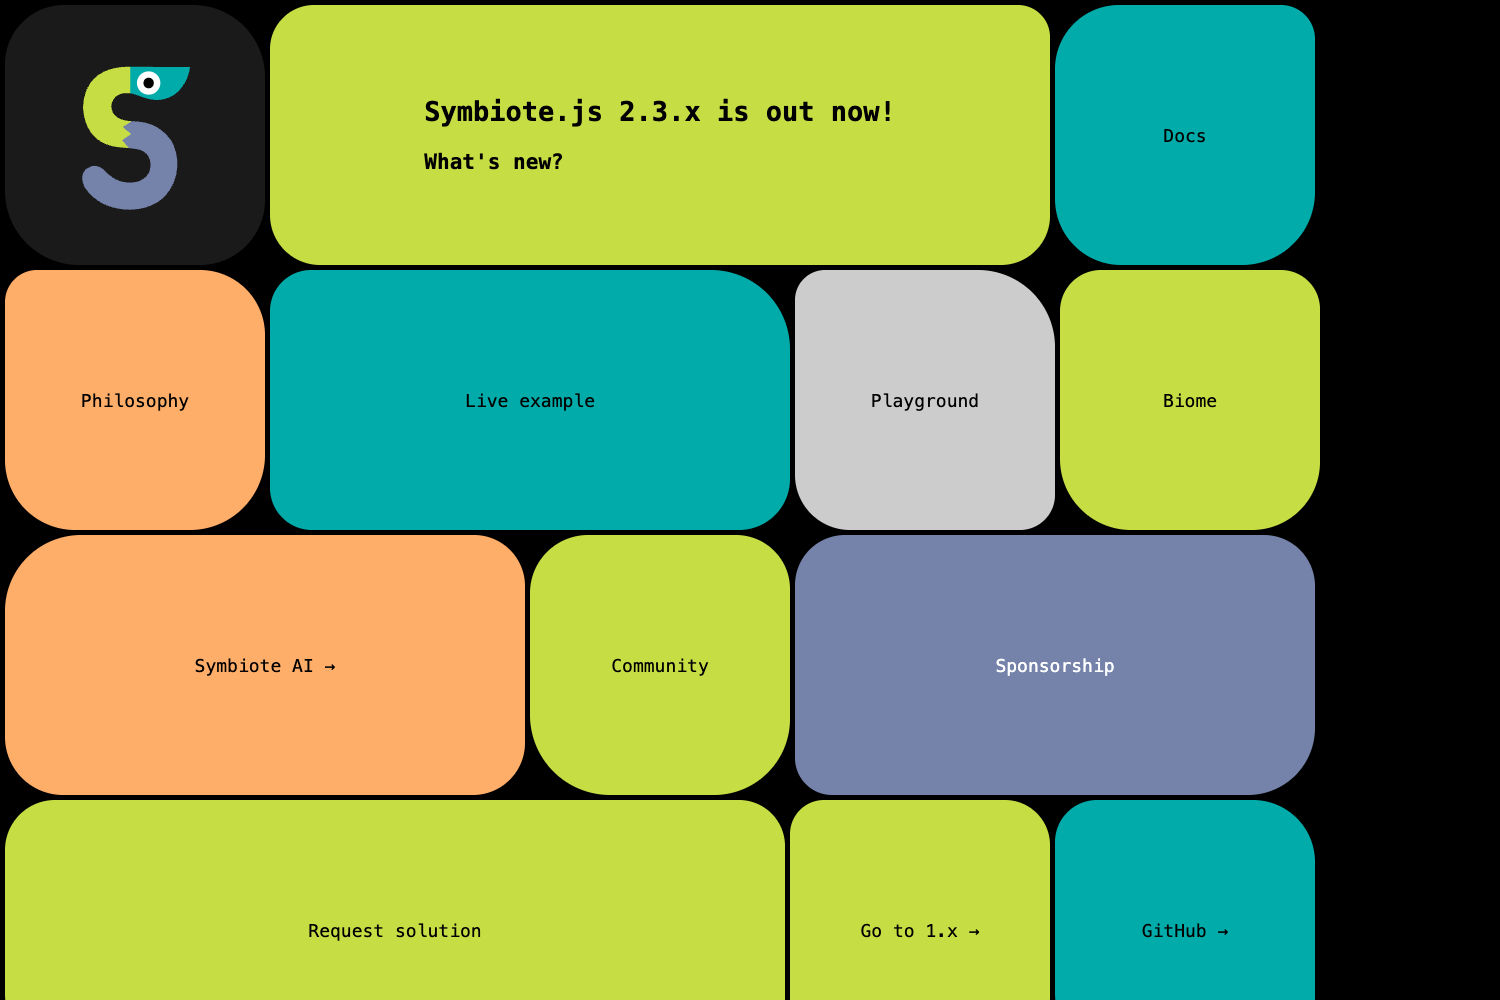 Symbiote.js 2.3.x is out now!
What's new?
Docs
Philosophy
Live example
Playground
Biome
Symbiote AI →
Community
Sponsorship
Request solution
Go to 1.x →
GitHub →